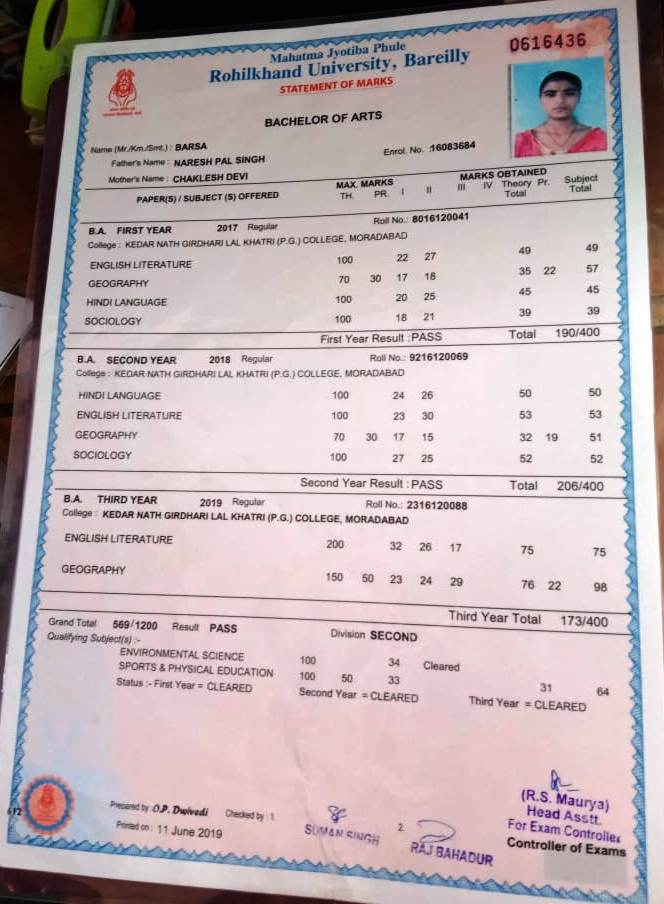 Mahatma Jyotiba Phule
0616436
Rohilkhand University, Bareilly
STATEMENT OF MARKS
BACHELOR OF ARTS
Name (Mr./Km./Smt.) : BARSA
Enrol. No. :16083684
Father's Name : NARESH PAL SINGH
Mother's Name : CHAKLESH DEVI
PAPER(S) / SUBJECT (S) OFFERED MAX. MARKS TH. PR. MARKS OBTAINED I II III IV Theory Total Pr. Subject Total
B.A. FIRST YEAR 2017 Regular Roll No.: 8016120041
College : KEDAR NATH GIRDHARI LAL KHATRI (P.G.) COLLEGE, MORADABAD
ENGLISH LITERATURE 100 22 27 49 49
GEOGRAPHY 70 30 17 18 35 22 57
HINDI LANGUAGE 100 20 25 45 45
SOCIOLOGY 100 18 21 39 39
First Year Result :PASS Total 190/400
B.A. SECOND YEAR 2018 Regular Roll No.: 9216120069
College : KEDAR NATH GIRDHARI LAL KHATRI (P.G.) COLLEGE, MORADABAD
HINDI LANGUAGE 100 24 26 50 50
ENGLISH LITERATURE 100 23 30 53 53
GEOGRAPHY 70 30 17 15 32 19 51
SOCIOLOGY 100 27 25 52 52
Second Year Result :PASS Total 206/400
B.A. THIRD YEAR 2019 Regular Roll No.: 2316120088
College : KEDAR NATH GIRDHARI LAL KHATRI (P.G.) COLLEGE, MORADABAD
ENGLISH LITERATURE 200 32 26 17 75 75
GEOGRAPHY 150 50 23 24 29 76 22 98
Third Year Total 173/400
Grand Total 569/1200 Result PASS Division SECOND
Qualifying Subject(s) :-
ENVIRONMENTAL SCIENCE 100 34 Cleared
SPORTS & PHYSICAL EDUCATION 100 50 33 31 64
Status :- First Year = CLEARED Second Year = CLEARED Third Year = CLEARED
Prepared by :O.P. Dwivedi Checked by : 1. SUMAN SINGH 2. RAJ BAHADUR
Printed on : 11 June 2019
(R.S. Maurya)
Head Asstt.
For Exam Controller
Controller of Exams